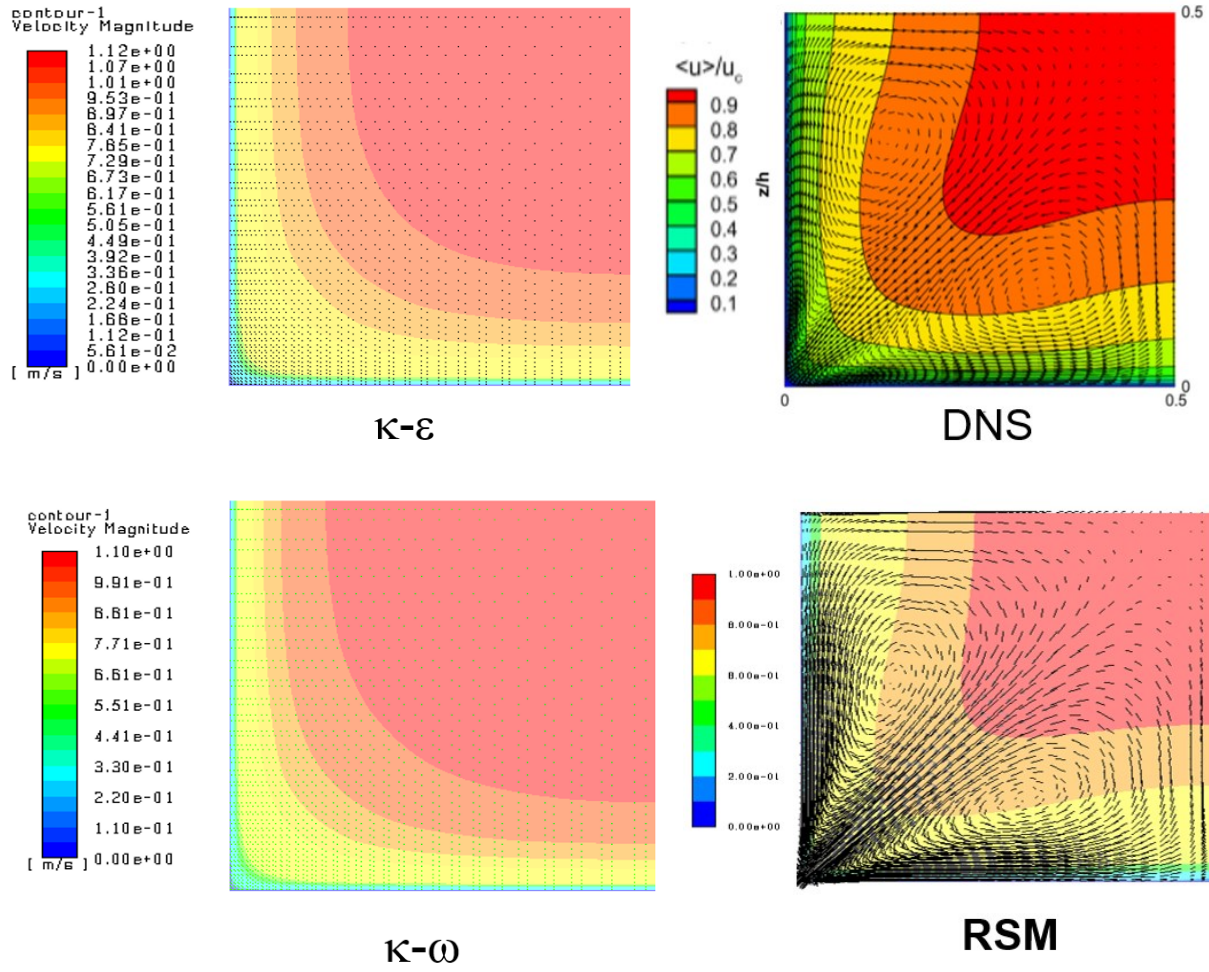 contour-1
Velocity Magnitude
1.12e+00
1.07e+00
1.01e+00
9.53e-01
8.97e-01
8.41e-01
7.85e-01
7.29e-01
6.73e-01
6.17e-01
5.61e-01
5.05e-01
4.49e-01
3.92e-01
3.36e-01
2.80e-01
2.24e-01
1.68e-01
1.12e-01
5.61e-02
0.00e+00
[ m/s ]
κ-ε
<u>/u_c
0.9
0.8
0.7
0.6
0.5
0.4
0.3
0.2
0.1
z/h
0.5
0
0
0.5
DNS
contour-1
Velocity Magnitude
1.10e+00
9.91e-01
8.81e-01
7.71e-01
6.61e-01
5.51e-01
4.41e-01
3.30e-01
2.20e-01
1.10e-01
0.00e+00
[ m/s ]
κ-ω
1.00e+00
8.00e-01
6.00e-01
4.00e-01
2.00e-01
0.00e+00
RSM